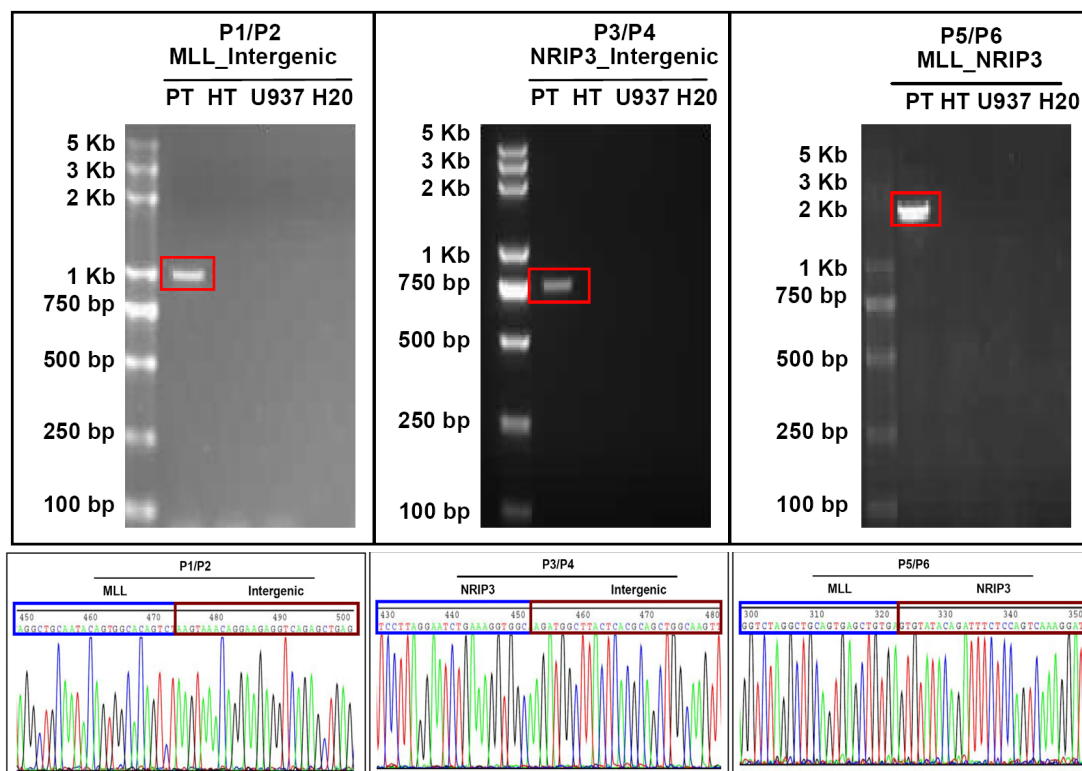 P1/P2
MLL_Intergenic
PT HT U937 H20
5 Kb
3 Kb
2 Kb
1 Kb
750 bp
500 bp
250 bp
100 bp
P3/P4
NRIP3_Intergenic
PT HT U937 H20
5 Kb
3 Kb
2 Kb
1 Kb
750 bp
500 bp
250 bp
100 bp
P5/P6
MLL_NRIP3
PT HT U937 H20
5 Kb
3 Kb
2 Kb
1 Kb
750 bp
500 bp
250 bp
100 bp
P1/P2
MLL Intergenic
450 460 470 480 490 500
AGGCTGCAATACAGTGGCACAGTCTAAGTAAACAGGAAGAGGTCAGAGCTGAG
P3/P4
NRIP3 Intergenic
430 440 450 460 470 480
TCCTTAGGAATCTGAAAGGTGGCAAGATGGCTTACTCACGCAGCTGGCAAGTT
P5/P6
MLL NRIP3
300 310 320 330 340 350
GGTCTAGGCTGCAGTGAGCTGTGAGTGTATACAGATTTCTCCAGTCAAAGGAT